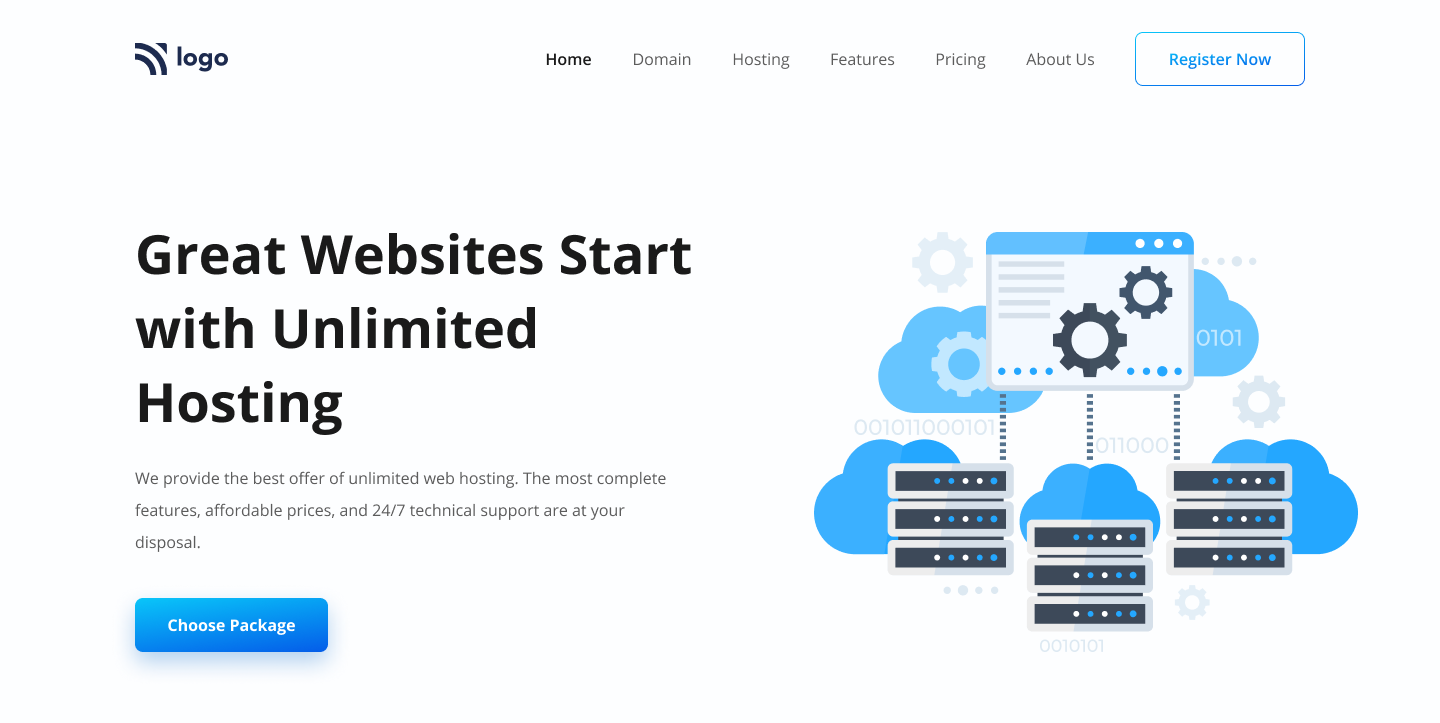 logo
Home Domain Hosting Features Pricing About Us Register Now
Great Websites Start
with Unlimited
Hosting
We provide the best offer of unlimited web hosting. The most complete
features, affordable prices, and 24/7 technical support are at your
disposal.
Choose Package
0101
001011000101
011000
0010101